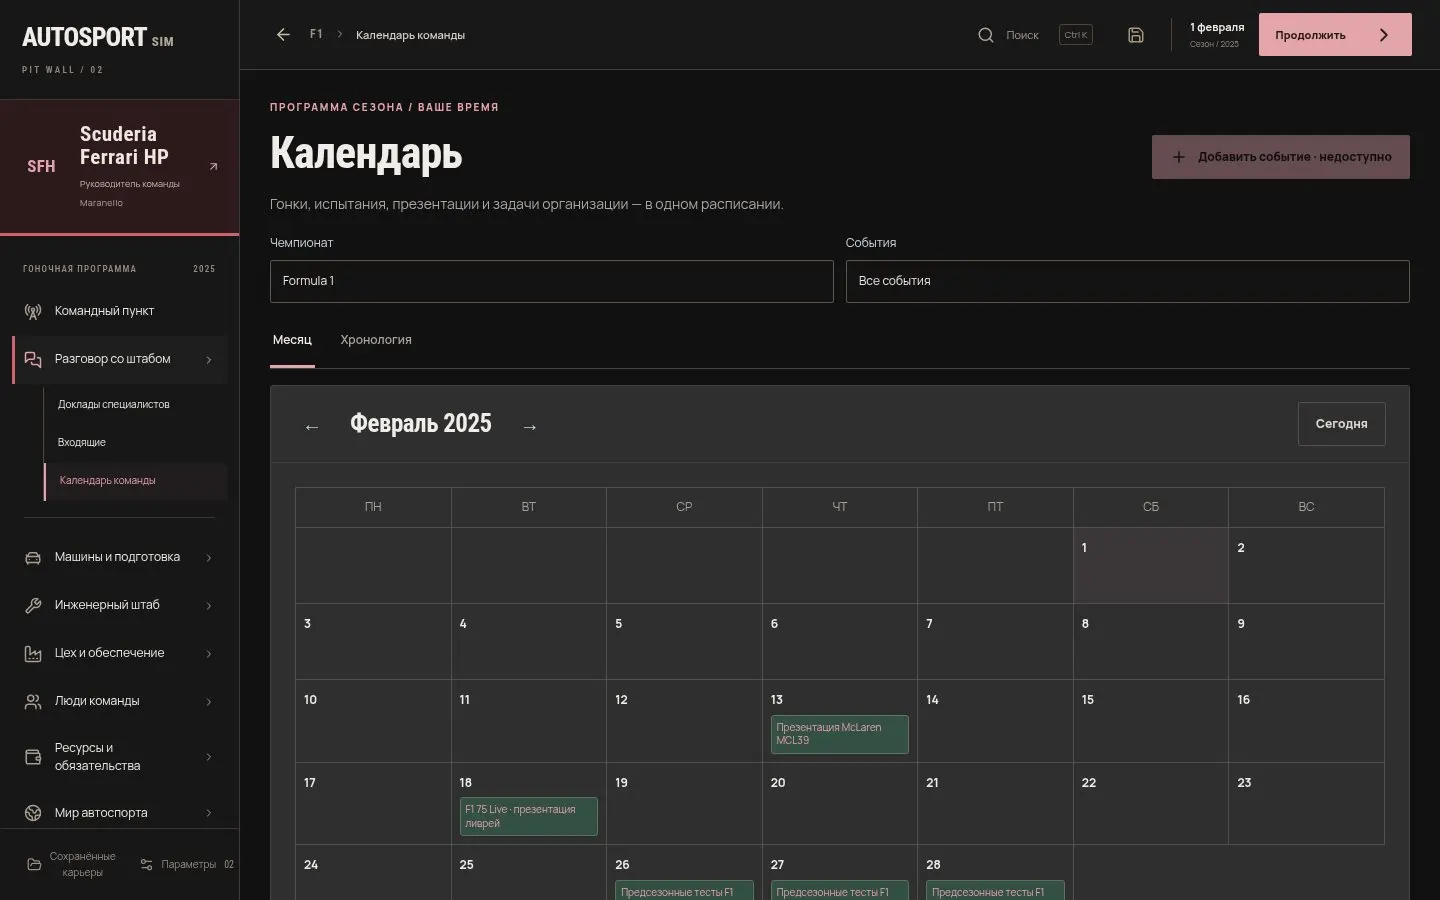 AUTOSPORT SIM
PIT WALL / 02
SFH
Scuderia
Ferrari HP
Руководитель команды
Maranello
ГОНОЧНАЯ ПРОГРАММА 2025
Командный пункт
Разговор со штабом
Доклады специалистов
Входящие
Календарь команды
Машины и подготовка
Инженерный штаб
Цех и обеспечение
Люди команды
Ресурсы и
обязательства
Мир автоспорта
Сохранённые
карьеры
Параметры 02
F1 Календарь команды
Поиск Ctrl K
1 февраля
Сезон / 2025
Продолжить
ПРОГРАММА СЕЗОНА / ВАШЕ ВРЕМЯ
Календарь
Добавить событие · недоступно
Гонки, испытания, презентации и задачи организации — в одном расписании.
Чемпионат
Formula 1
События
Все события
Месяц Хронология
← Февраль 2025 →
Сегодня
ПН ВТ СР ЧТ ПТ СБ ВС
1 2
3 4 5 6 7 8 9
10 11 12 13 14 15 16
Презентация McLaren
MCL39
17 18 19 20 21 22 23
F1 75 Live · презентация
ливрей
24 25 26 27 28
Предсезонные тесты F1 Предсезонные тесты F1 Предсезонные тесты F1